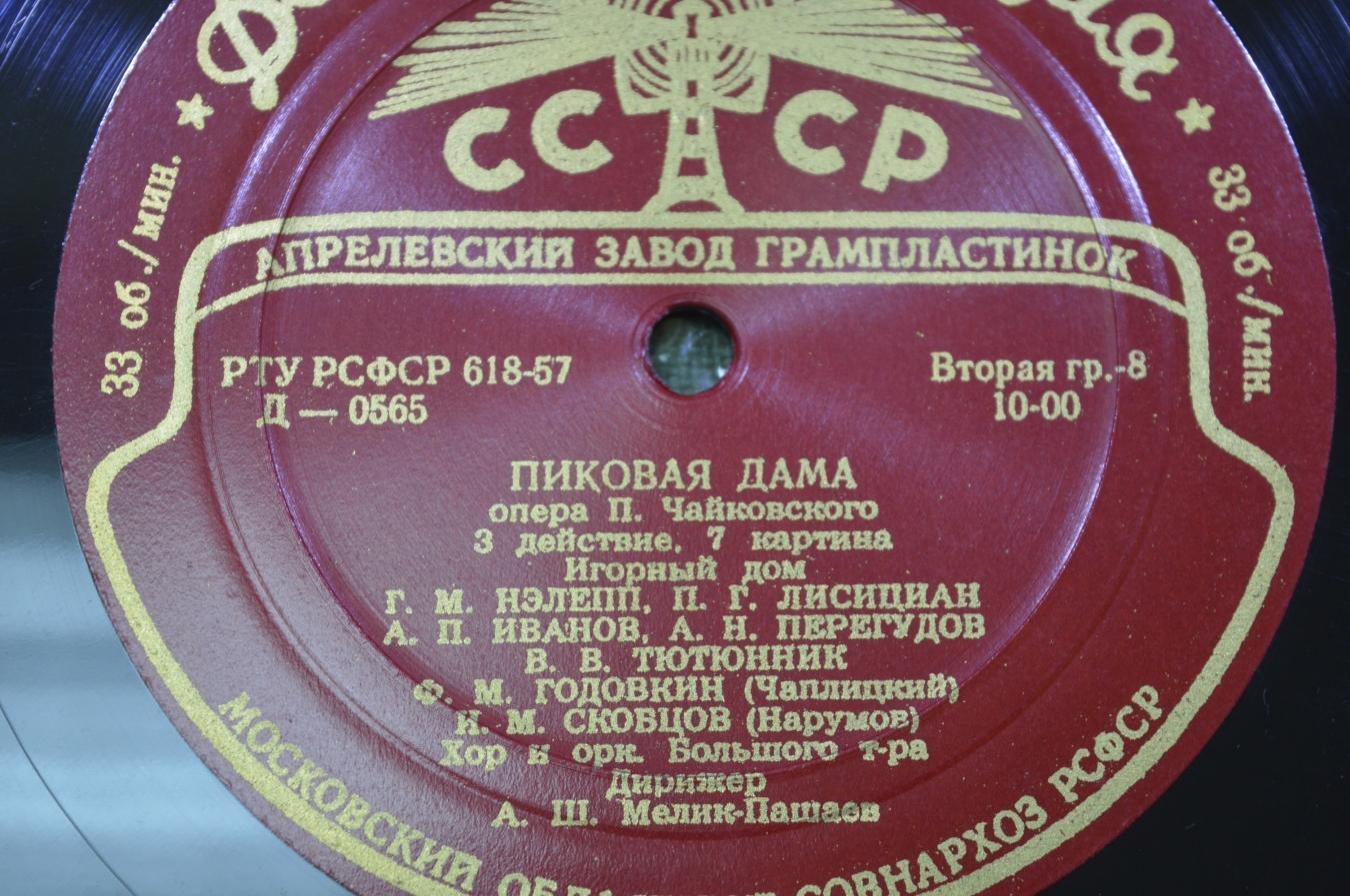 СССР
АПРЕЛЕВСКИЙ ЗАВОД ГРАМПЛАСТИНОК
33 об./мин.
33 об./мин.
РТУ РСФСР 618-57
Д — 0565
Вторая гр.-8
10-00
ПИКОВАЯ ДАМА
опера П. Чайковского
3 действие, 7 картина
Игорный дом
Г. М. НЭЛЕПП, П. Г. ЛИСИЦИАН
А. П. ИВАНОВ, А. Н. ПЕРЕГУДОВ
В. В. ТЮТЮННИК
Ф. М. ГОДОВКИН (Чаплицкий)
И. М. СКОБЦОВ (Нарумов)
Хор и орк. Большого т-ра
Дирижер
А. Ш. Мелик-Пашаев
МОСКОВСКИЙ СОВНАРХОЗ РСФСР